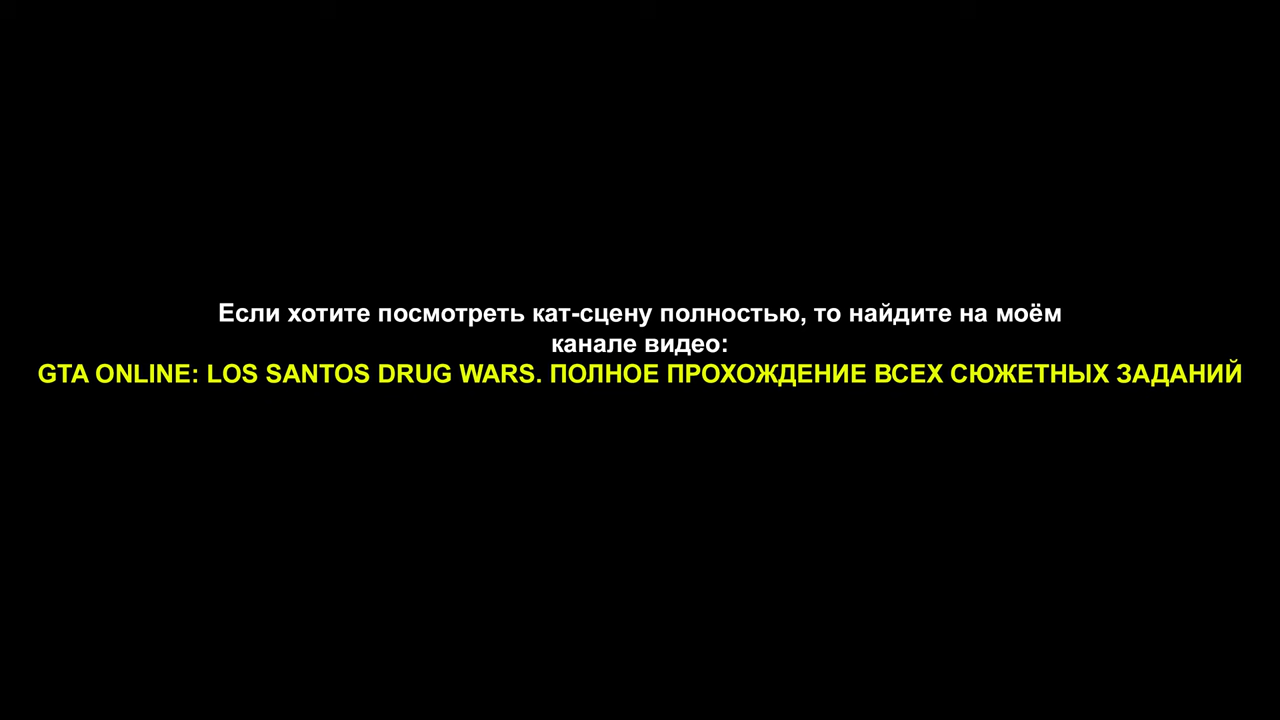 Если хотите посмотреть кат-сцену полностью, то найдите на моём
канале видео:
GTA ONLINE: LOS SANTOS DRUG WARS. ПОЛНОЕ ПРОХОЖДЕНИЕ ВСЕХ СЮЖЕТНЫХ ЗАДАНИЙ